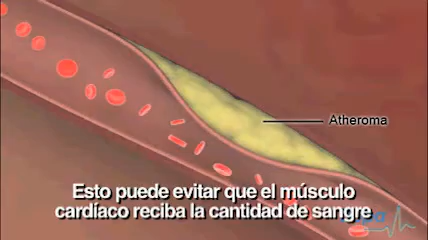 Atheroma
Esto puede evitar que el músculo
cardíaco reciba la cantidad de sangre